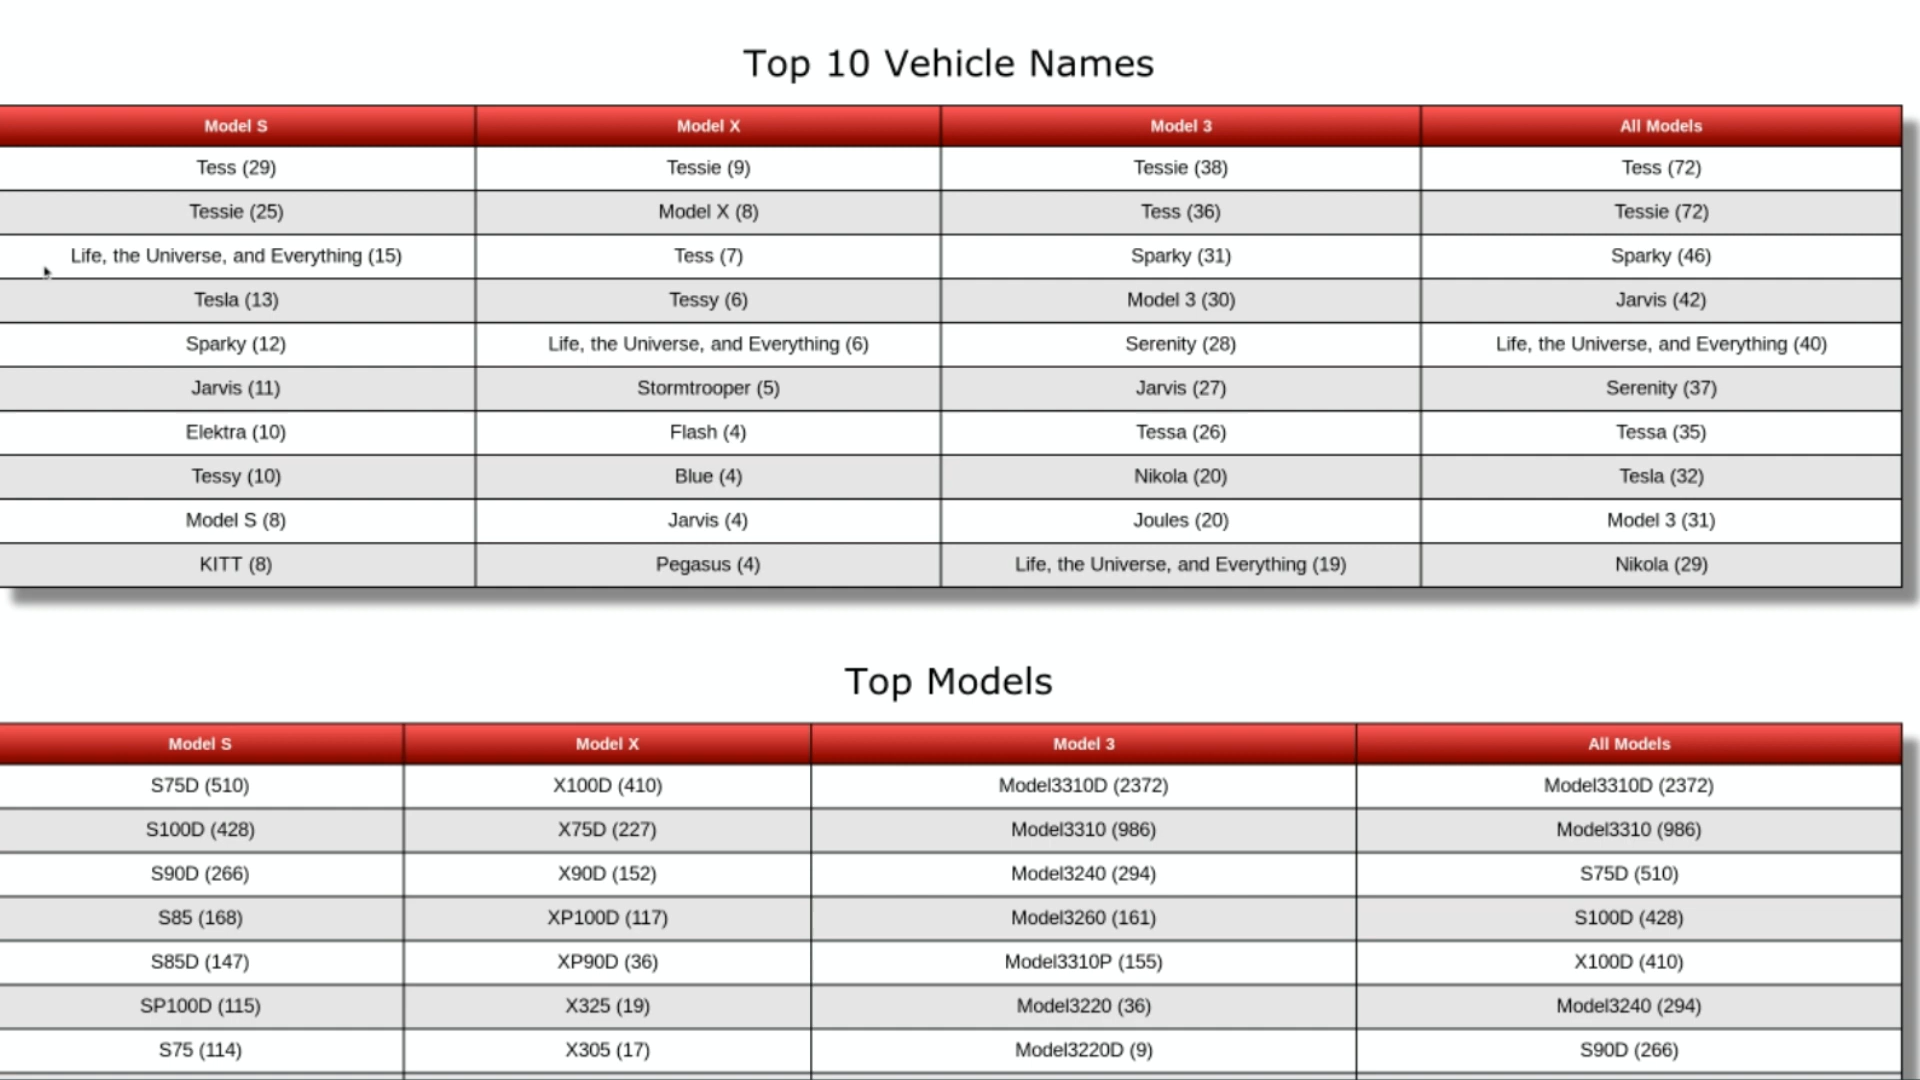 Top 10 Vehicle Names
Model S Model X Model 3 All Models
Tess (29) Tessie (9) Tessie (38) Tess (72)
Tessie (25) Model X (8) Tess (36) Tessie (72)
Life, the Universe, and Everything (15) Tess (7) Sparky (31) Sparky (46)
Tesla (13) Tessy (6) Model 3 (30) Jarvis (42)
Sparky (12) Life, the Universe, and Everything (6) Serenity (28) Life, the Universe, and Everything (40)
Jarvis (11) Stormtrooper (5) Jarvis (27) Serenity (37)
Elektra (10) Flash (4) Tessa (26) Tessa (35)
Tessy (10) Blue (4) Nikola (20) Tesla (32)
Model S (8) Jarvis (4) Joules (20) Model 3 (31)
KITT (8) Pegasus (4) Life, the Universe, and Everything (19) Nikola (29)
Top Models
Model S Model X Model 3 All Models
S75D (510) X100D (410) Model3310D (2372) Model3310D (2372)
S100D (428) X75D (227) Model3310 (986) Model3310 (986)
S90D (266) X90D (152) Model3240 (294) S75D (510)
S85 (168) XP100D (117) Model3260 (161) S100D (428)
S85D (147) XP90D (36) Model3310P (155) X100D (410)
SP100D (115) X325 (19) Model3220 (36) Model3240 (294)
S75 (114) X305 (17) Model3220D (9) S90D (266)